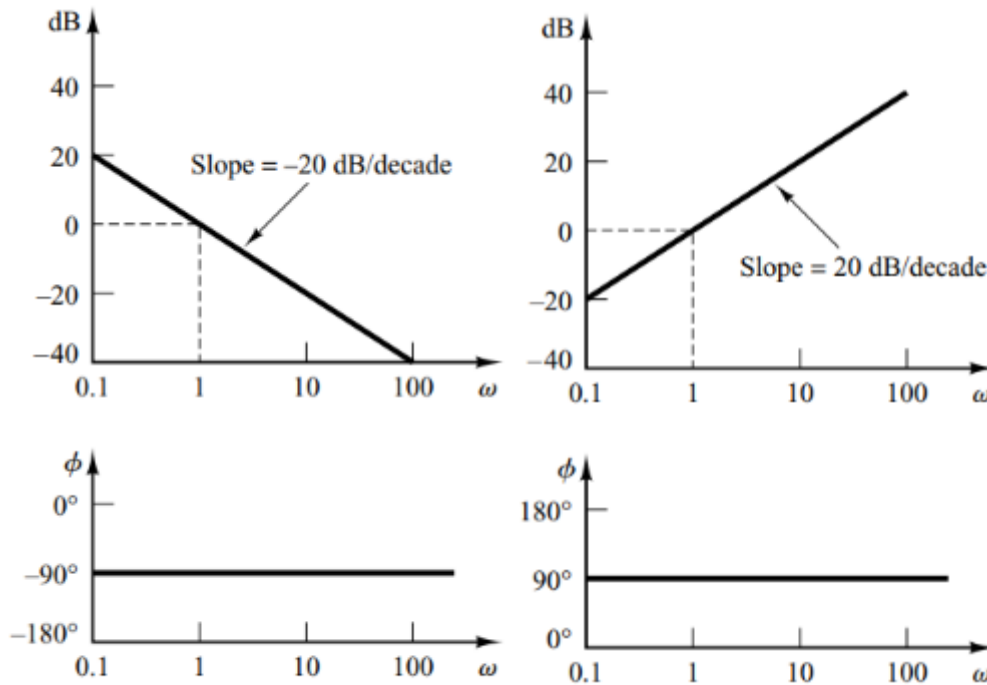 dB
40
20
0
–20
–40
Slope = –20 dB/decade
0.1 1 10 100 ω
dB
40
20
0
–20
–40
Slope = 20 dB/decade
0.1 1 10 100 ω
ϕ
0°
–90°
–180°
0.1 1 10 100 ω
ϕ
180°
90°
0°
0.1 1 10 100 ω